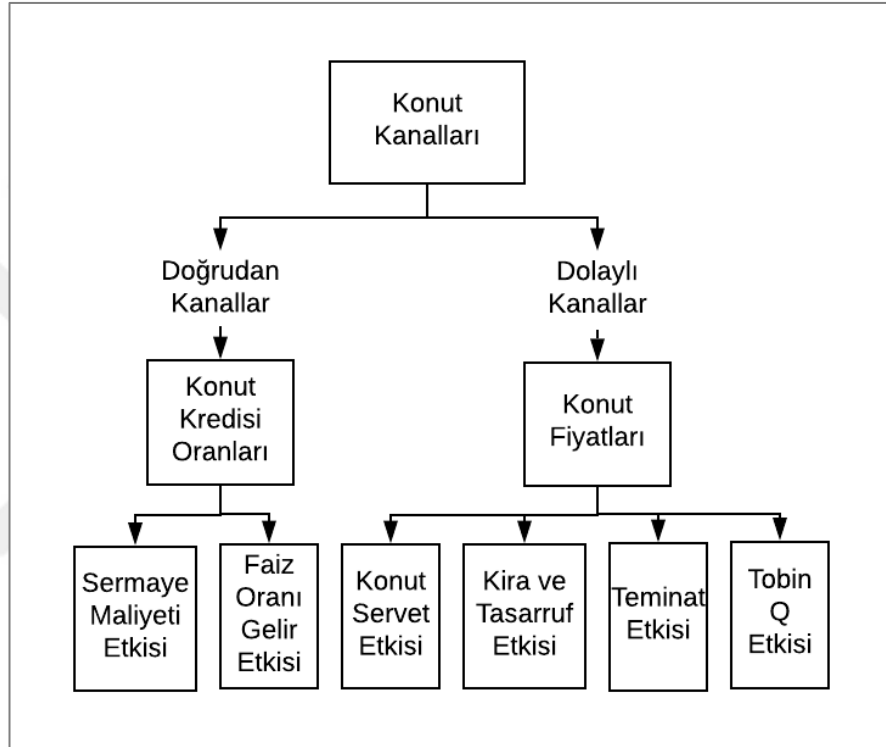 Konut
Kanalları
Doğrudan
Kanallar
Dolaylı
Kanallar
Konut
Kredisi
Oranları
Konut
Fiyatları
Sermaye
Maliyeti
Etkisi
Faiz
Oranı
Gelir
Etkisi
Konut
Servet
Etkisi
Kira ve
Tasarruf
Etkisi
Teminat
Etkisi
Tobin
Q
Etkisi